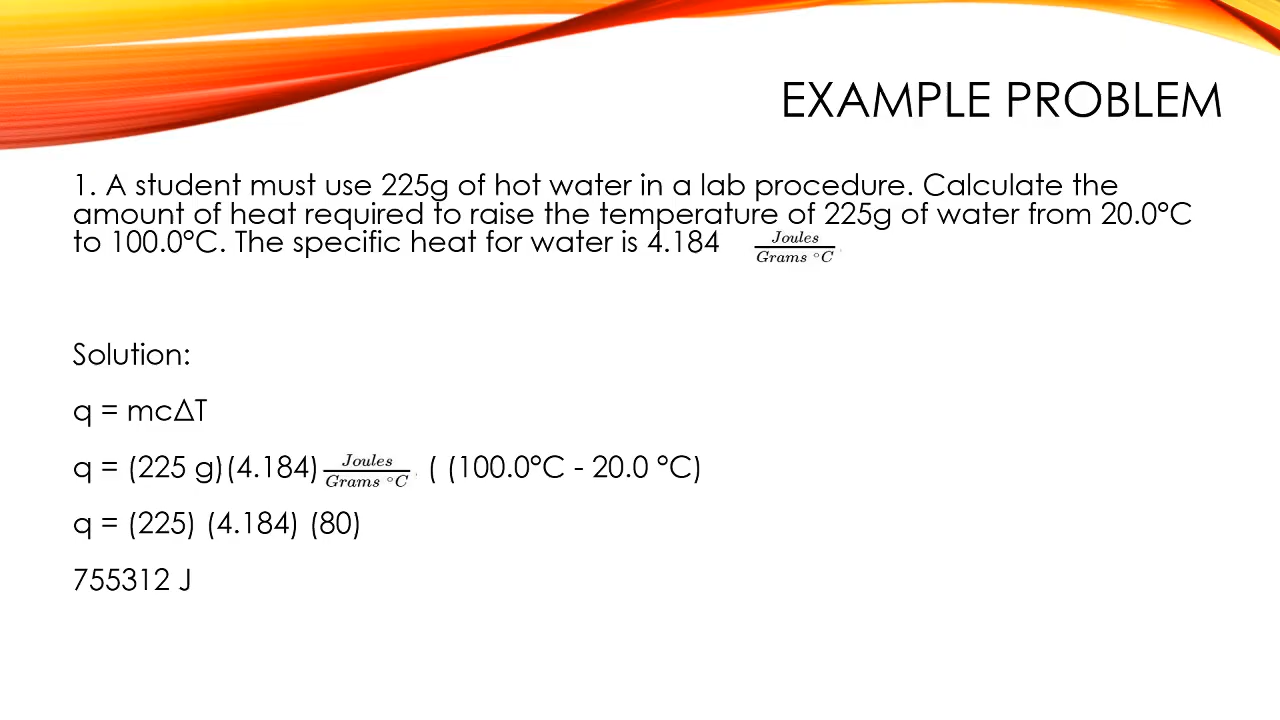 EXAMPLE PROBLEM
1. A student must use 225g of hot water in a lab procedure. Calculate the
amount of heat required to raise the temperature of 225g of water from 20.0°C
to 100.0°C. The specific heat for water is 4.184 Joules/Grams °C
Solution:
q = mc∆T
q = (225 g)(4.184) Joules/Grams °C ( (100.0°C - 20.0 °C)
q = (225) (4.184) (80)
755312 J